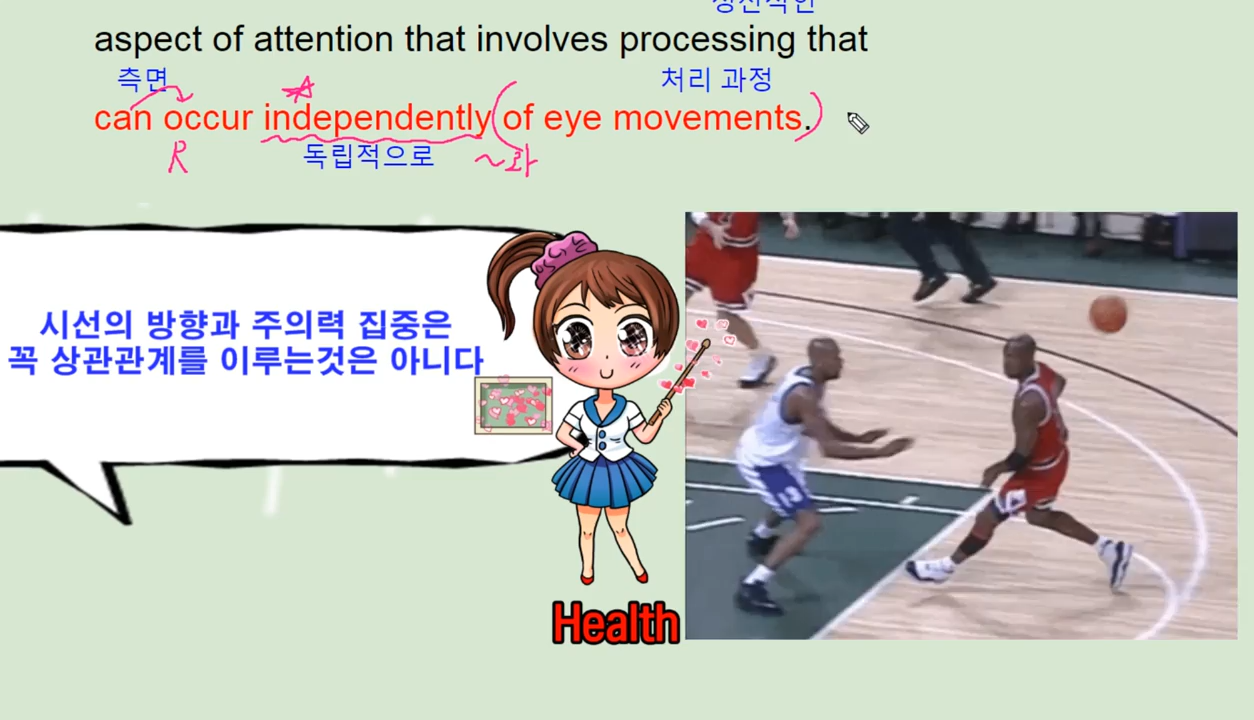 aspect of attention that involves processing that
측면 처리 과정
can occur independently of eye movements.
R 독립적으로 ~와
시선의 방향과 주의력 집중은
꼭 상관관계를 이루는것은 아니다
13
Health